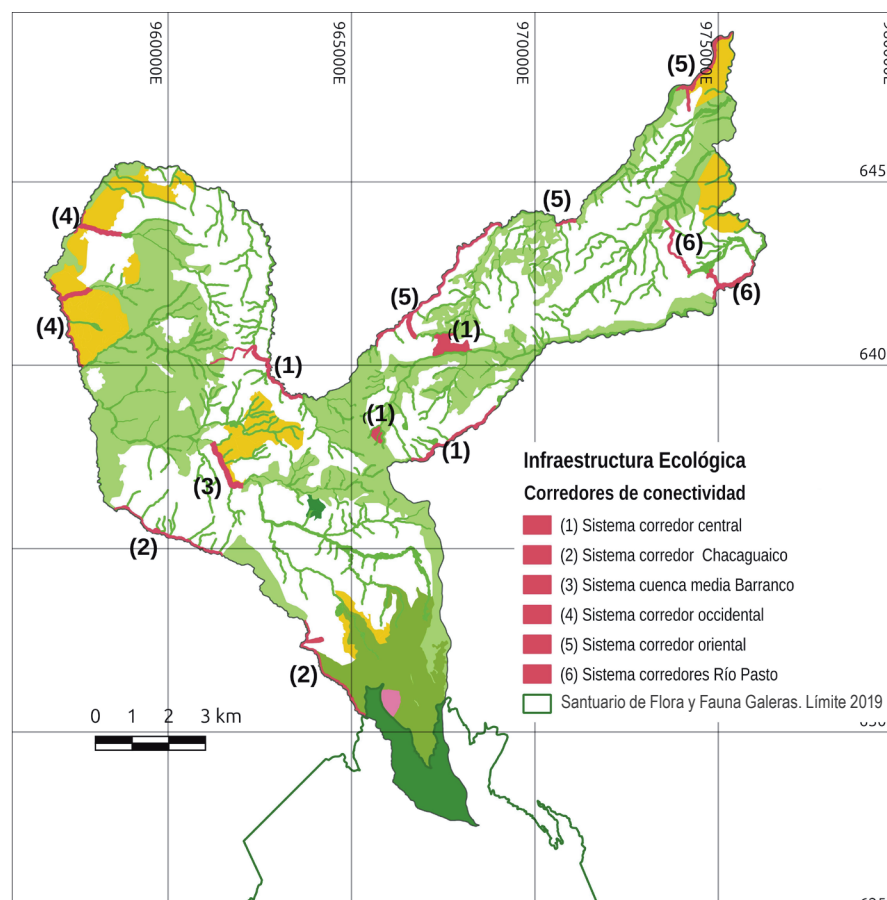 960000E
965000E
970000E
975000E
(5)
645
(4)
(5)
(6)
(5)
(6)
(4)
(1)
640
(1)
(1)
(1)
(3)
(2)
(2)
Infraestructura Ecológica
Corredores de conectividad
(1) Sistema corredor central
(2) Sistema corredor Chacaguaico
(3) Sistema cuenca media Barranco
(4) Sistema corredor occidental
(5) Sistema corredor oriental
(6) Sistema corredores Río Pasto
Santuario de Flora y Fauna Galeras. Límite 2019
0 1 2 3 km